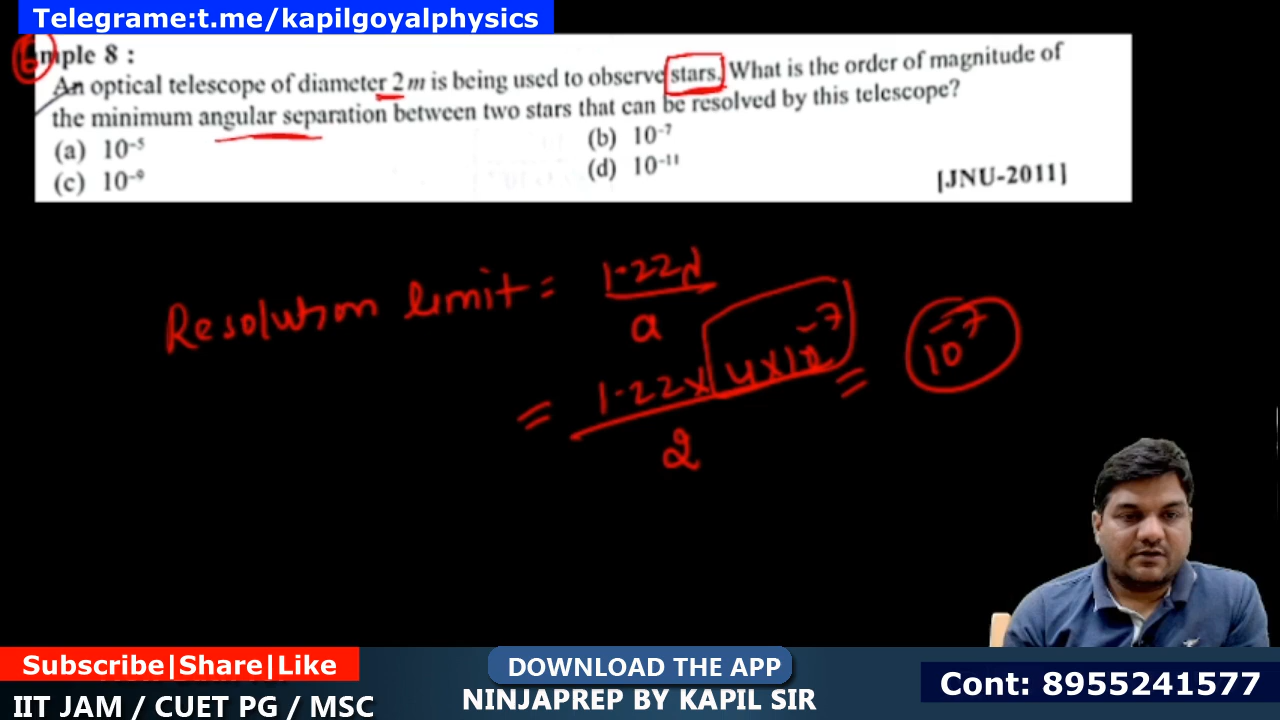 Telegrame:t.me/kapilgoyalphysics
mple 8 :
An optical telescope of diameter 2 m is being used to observe stars. What is the order of magnitude of
the minimum angular separation between two stars that can be resolved by this telescope?
(a) 10⁻⁵ (b) 10⁻⁷
(c) 10⁻⁹ (d) 10⁻¹¹
[JNU-2011]
Resolution limit = 1.22λ
a
= 1.22 × 4×10⁻⁷ = 10⁻⁷
2
Subscribe|Share|Like
DOWNLOAD THE APP
IIT JAM / CUET PG / MSC
NINJAPREP BY KAPIL SIR
Cont: 8955241577